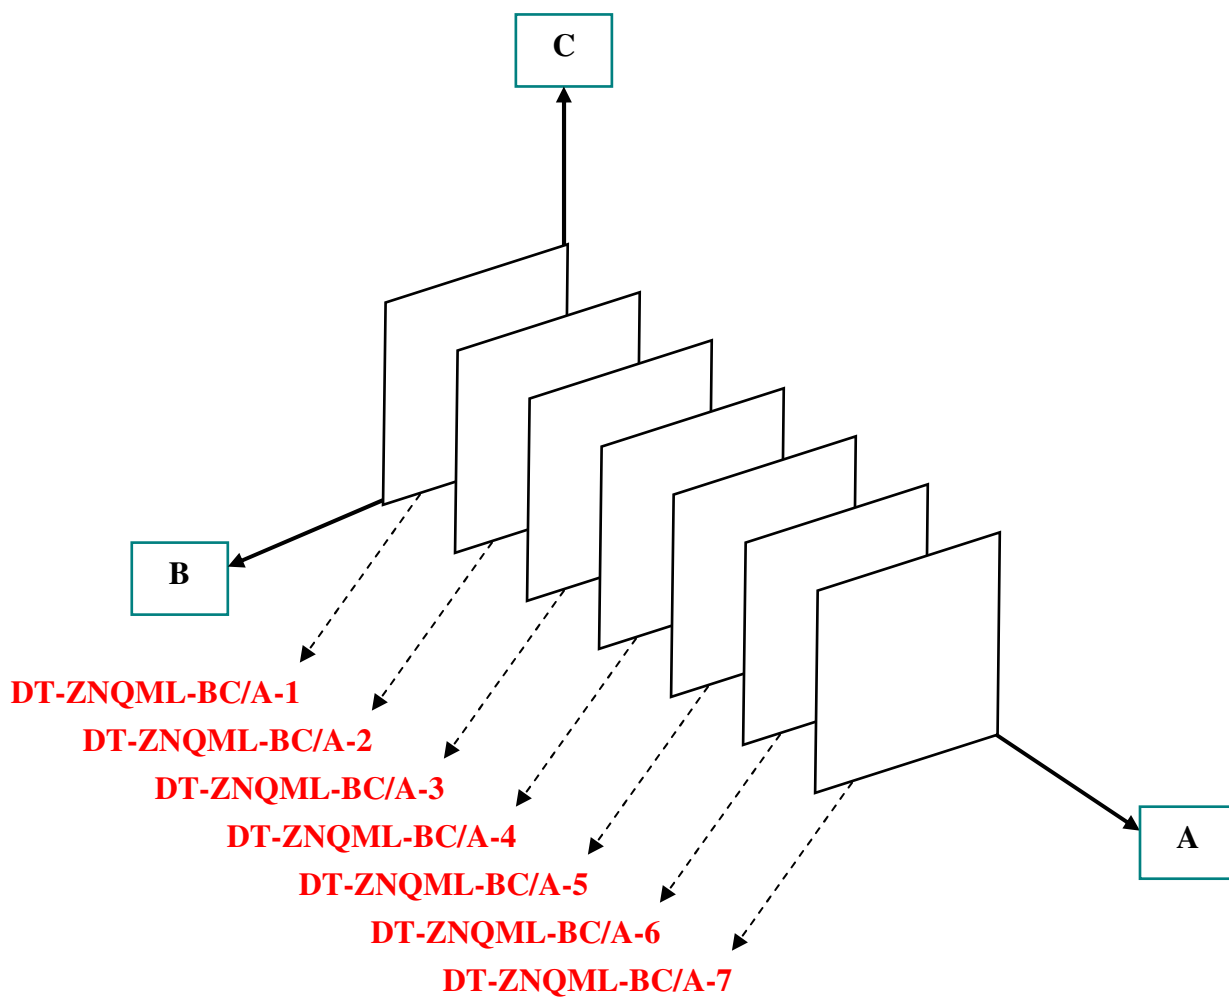 C
B
DT-ZNQML-BC/A-1
DT-ZNQML-BC/A-2
DT-ZNQML-BC/A-3
DT-ZNQML-BC/A-4
A
DT-ZNQML-BC/A-5
DT-ZNQML-BC/A-6
DT-ZNQML-BC/A-7